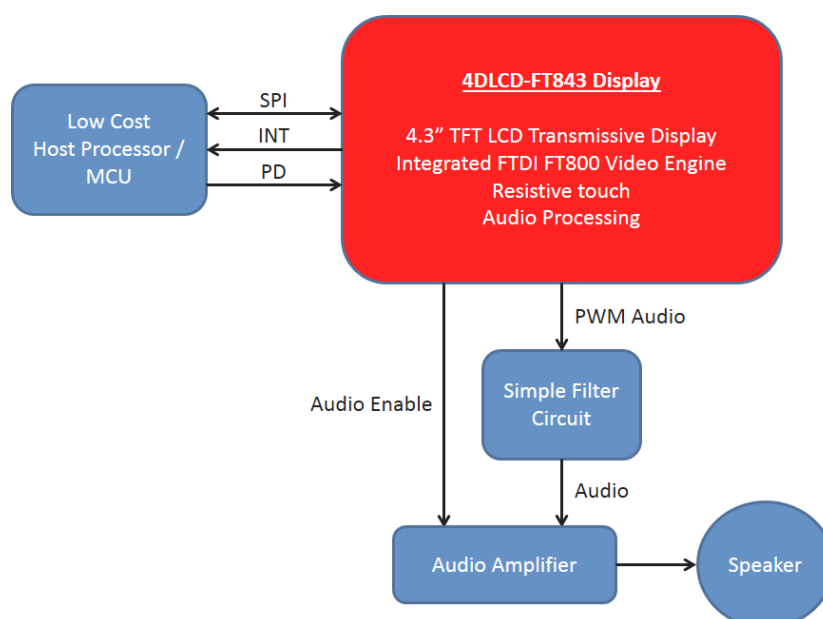 4DLCD-FT843 Display
4.3” TFT LCD Transmissive Display
Integrated FTDI FT800 Video Engine
Resistive touch
Audio Processing
Low Cost
Host Processor /
MCU
SPI
INT
PD
PWM Audio
Audio Enable
Simple Filter
Circuit
Audio
Audio Amplifier
Speaker